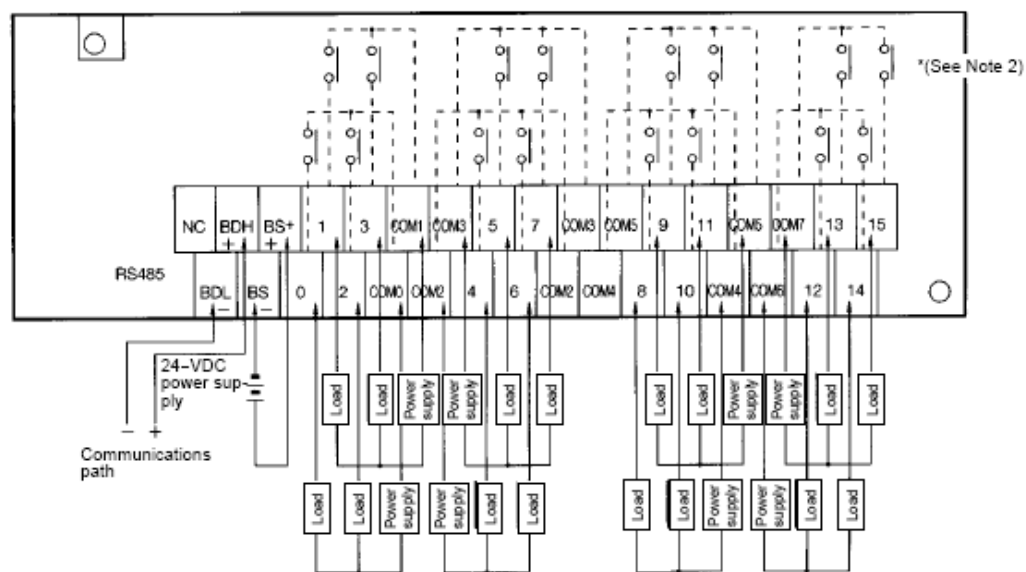 *(See Note 2)
NC BDH BS+ 1 3 COM1 COM3 5 7 COM3 COM5 9 11 COM5 COM7 13 15
+ +
RS485
BDL BS 0 2 COM0 COM2 4 6 COM2 COM4 8 10 COM4 COM6 12 14
− −
24–VDC
power sup-
ply
− +
Communications
path
Load
Load
Power
supply
Power
supply
Load
Load
Load
Load
Power
supply
Power
supply
Load
Load
Load
Load
Power
supply
Power
supply
Load
Load
Load
Load
Power
supply
Power
supply
Load
Load